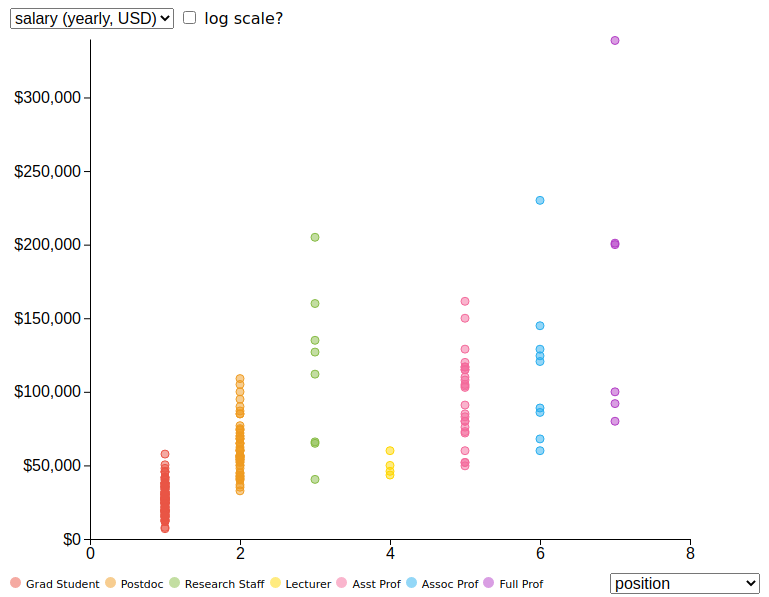 salary (yearly, USD) log scale?
$300,000
$250,000
$200,000
$150,000
$100,000
$50,000
$0
0 2 4 6 8
Grad Student Postdoc Research Staff Lecturer Asst Prof Assoc Prof Full Prof position